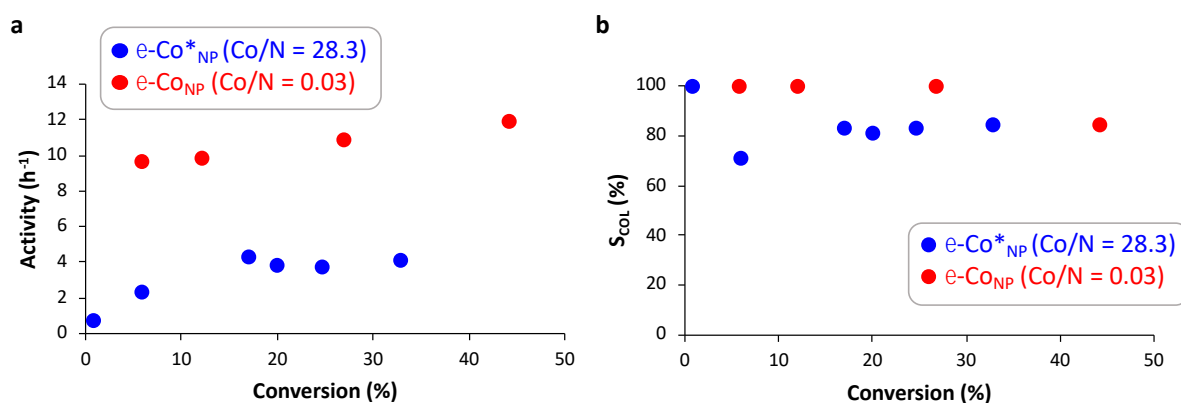 a
℮-Co*NP (Co/N = 28.3)
℮-CoNP (Co/N = 0.03)
14
12
10
8
6
4
2
0
Activity (h-1)
0 10 20 30 40 50
Conversion (%)
b
100
80
60
40
20
0
SCOL (%)
℮-Co*NP (Co/N = 28.3)
℮-CoNP (Co/N = 0.03)
0 10 20 30 40 50
Conversion (%)